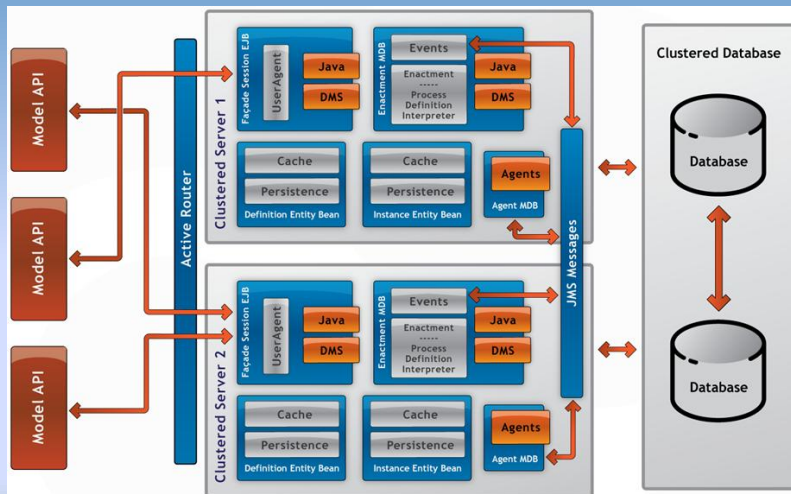 Model API
Model API
Model API
Active Router
Clustered Server 1
Façade Session EJB
UserAgent
Java
DMS
Enactment MDB
Events
Enactment
-----
Process
Definition
Interpreter
Java
DMS
Cache
Persistence
Definition Entity Bean
Cache
Persistence
Instance Entity Bean
Agents
Agent MDB
JMS Messages
Clustered Server 2
Façade Session EJB
UserAgent
Java
DMS
Enactment MDB
Events
Enactment
-----
Process
Definition
Interpreter
Java
DMS
Cache
Persistence
Definition Entity Bean
Cache
Persistence
Instance Entity Bean
Agents
Agent MDB
Clustered Database
Database
Database